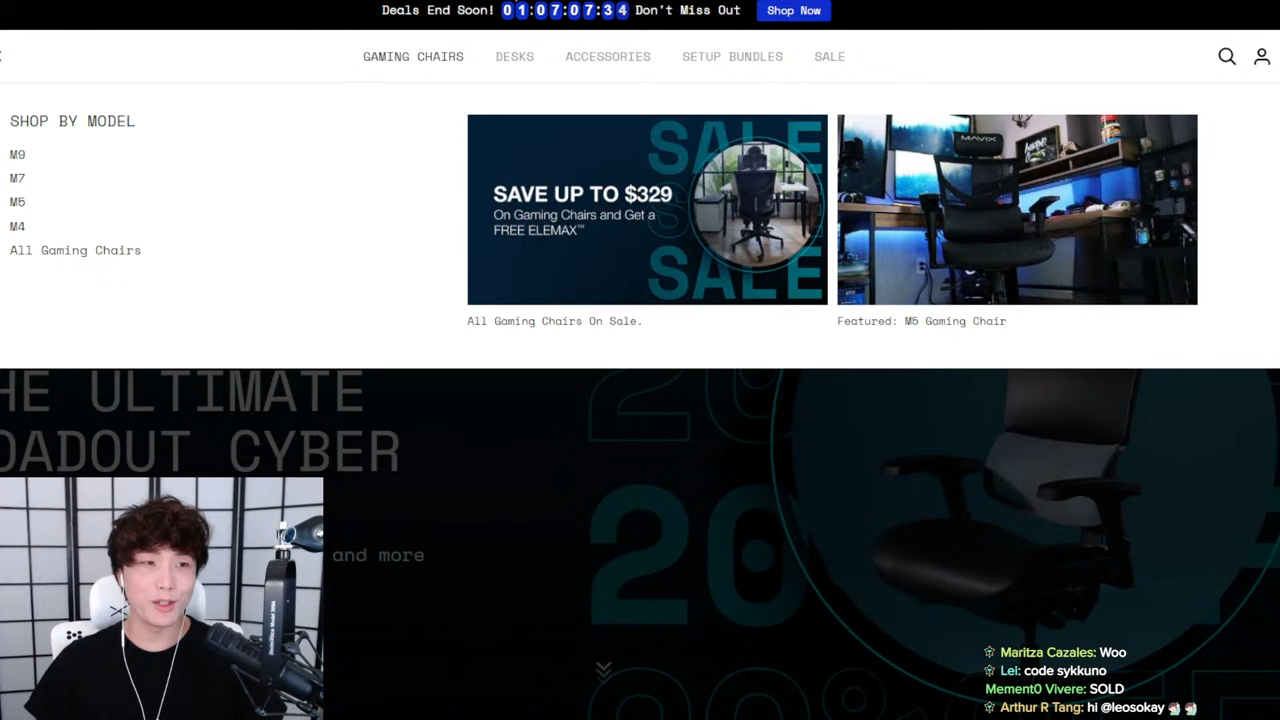 Deals End Soon! 01:07:07:34 Don't Miss Out Shop Now
GAMING CHAIRS DESKS ACCESSORIES SETUP BUNDLES SALE
SHOP BY MODEL
M9
M7
M5
M4
All Gaming Chairs
SALE
SAVE UP TO $329
On Gaming Chairs and Get a
FREE ELEMAX™
SALE
MAVIX
All Gaming Chairs On Sale.
Featured: M5 Gaming Chair
HE ULTIMATE
OADOUT CYBER
and more
20
Maritza Cazales: Woo
Lei: code sykkuno
Mement0 Vivere: SOLD
Arthur R Tang: hi @leosokay